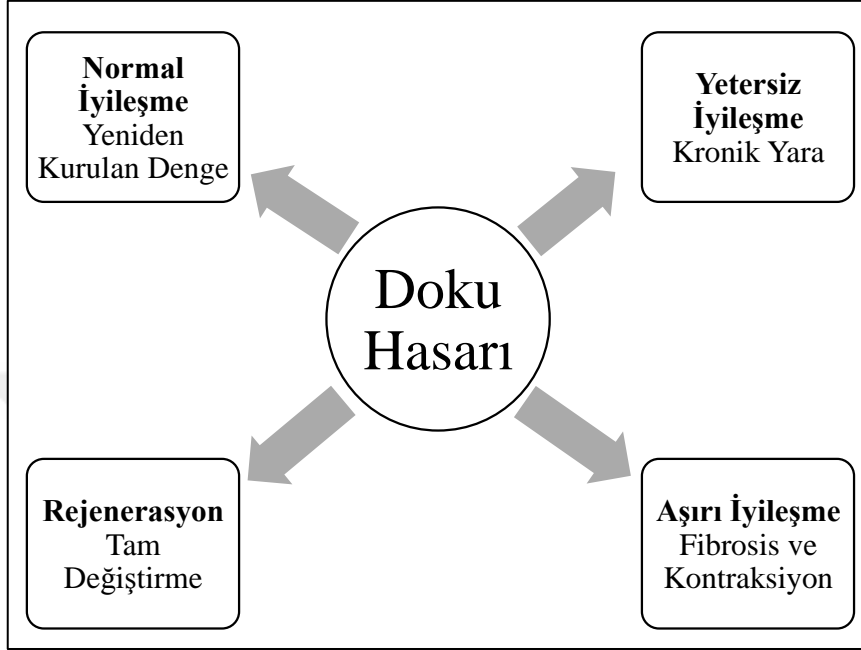 Normal
İyileşme
Yeniden
Kurulan Denge
Yetersiz
İyileşme
Kronik Yara
Doku
Hasarı
Rejenerasyon
Tam
Değiştirme
Aşırı İyileşme
Fibrosis ve
Kontraksiyon